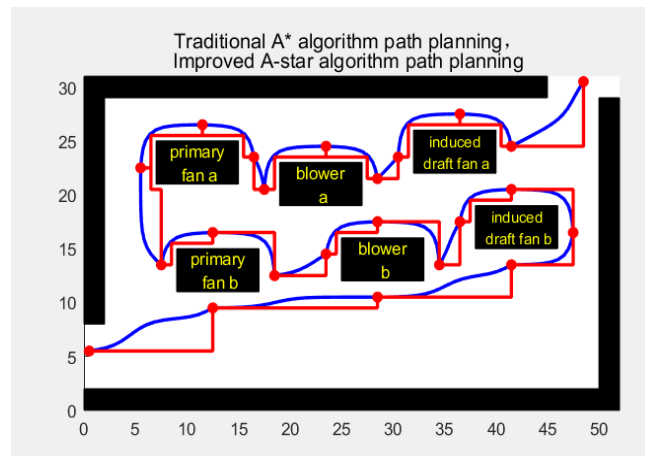 Traditional A* algorithm path planning,
Improved A-star algorithm path planning
30
25
20
15
10
5
0
primary
fan a
blower
a
induced
draft fan a
primary
fan b
blower
b
induced
draft fan b
0 5 10 15 20 25 30 35 40 45 50